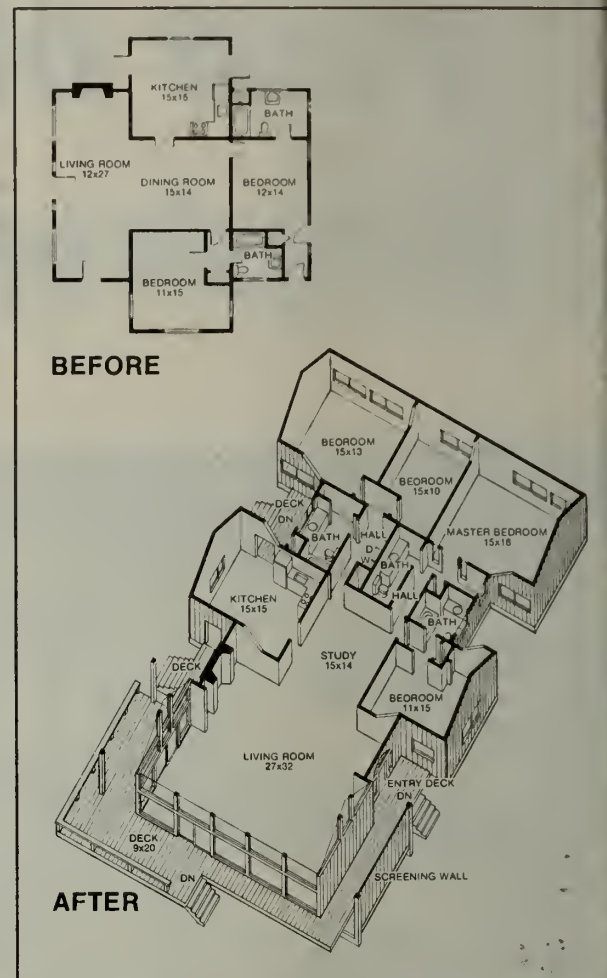 KITCHEN
15x15
BATH
LIVING ROOM
12x27
DINING ROOM
15x14
BEDROOM
12x14
BATH
BEDROOM
11x15
BEFORE
BEDROOM
15x13
BEDROOM
15x10
MASTER BEDROOM
15x16
DECK
DN
BATH
HALL
D
W
BATH
HALL
BATH
KITCHEN
15x15
STUDY
15x14
BEDROOM
11x15
DECK
LIVING ROOM
27x32
ENTRY DECK
DN
DECK
9x20
DN
SCREENING WALL
AFTER